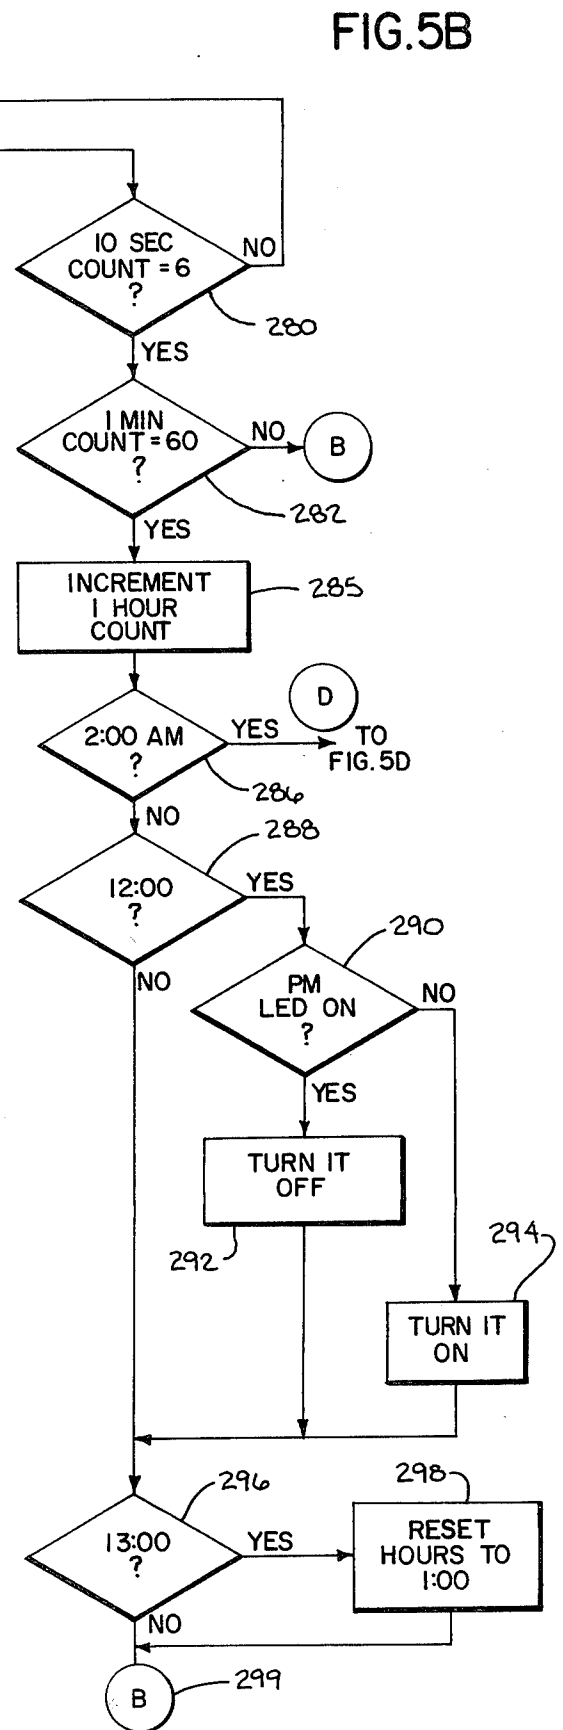 FIG. 5B
10 SEC
COUNT = 6
?
NO
280
YES
1 MIN
COUNT = 60
?
NO
B
282
YES
INCREMENT
1 HOUR
COUNT
285
D
2:00 AM
?
YES
TO
FIG. 5D
286
NO
288
12:00
?
YES
NO
290
PM
LED ON
?
NO
YES
TURN IT
OFF
292
294
TURN IT
ON
296
298
13:00
?
YES
RESET
HOURS TO
1:00
NO
B
299